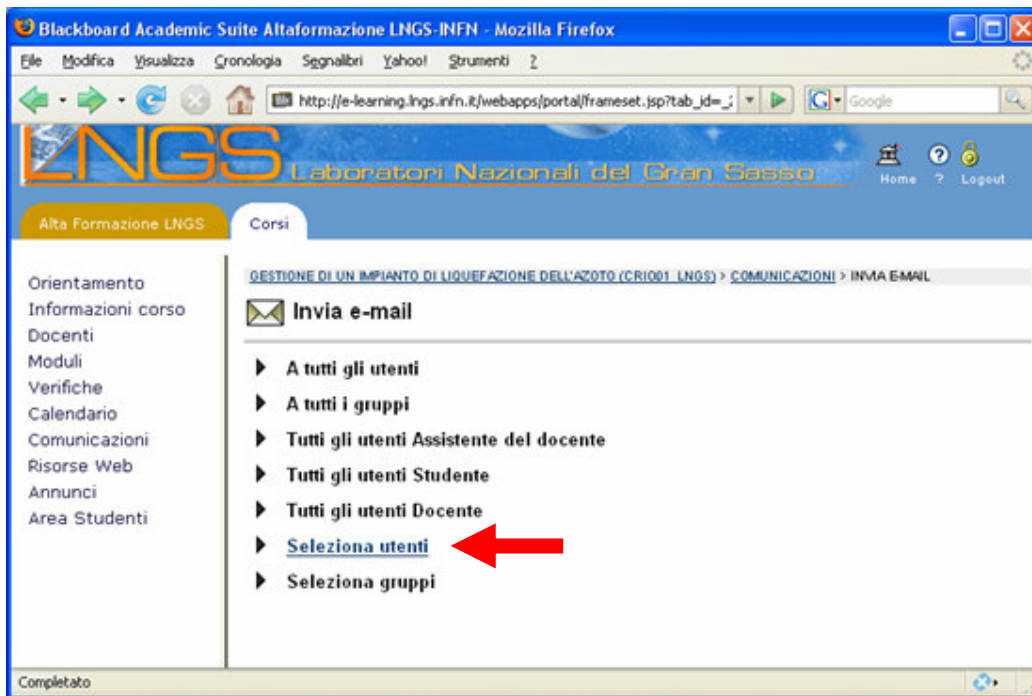 Blackboard Academic Suite Altaformazione LNGS-INFN - Mozilla Firefox
File Modifica Visualizza Cronologia Segnalibri Yahoo! Strumenti ?
http://e-learning.lngs.infn.it/webapps/portal/frameset.jsp?tab_id=_2 G Google
LNGS Laboratori Nazionali del Gran Sasso
Home ? Logout
Alta Formazione LNGS Corsi
GESTIONE DI UN IMPIANTO DI LIQUEFAZIONE DELL'AZOTO (CRIO01_LNGS) > COMUNICAZIONI > INVIA E-MAIL
Invia e-mail
Orientamento
Informazioni corso
Docenti
Moduli
Verifiche
Calendario
Comunicazioni
Risorse Web
Annunci
Area Studenti
A tutti gli utenti
A tutti i gruppi
Tutti gli utenti Assistente del docente
Tutti gli utenti Studente
Tutti gli utenti Docente
Seleziona utenti
Seleziona gruppi
Completato